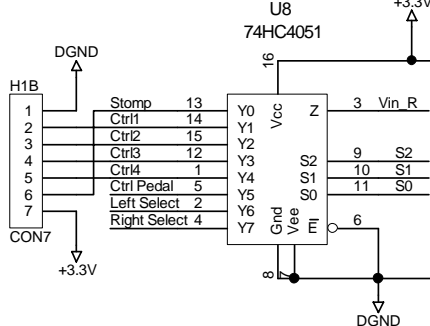 U8
+3.3V
74HC4051
DGND
H1B
1
2
3
4
5
6
7
CON7
+3.3V
Stomp 13 Y0
Ctrl1 14 Y1
Ctrl2 15 Y2
Ctrl3 12 Y3
Ctrl4 1 Y4
Ctrl Pedal 5 Y5
Left Select 2 Y6
Right Select 4 Y7
16 Vcc
Z 3 Vin_R
S2 9 S2
S1 10 S1
S0 11 S0
Gnd 8
Vee 7
E 6
DGND